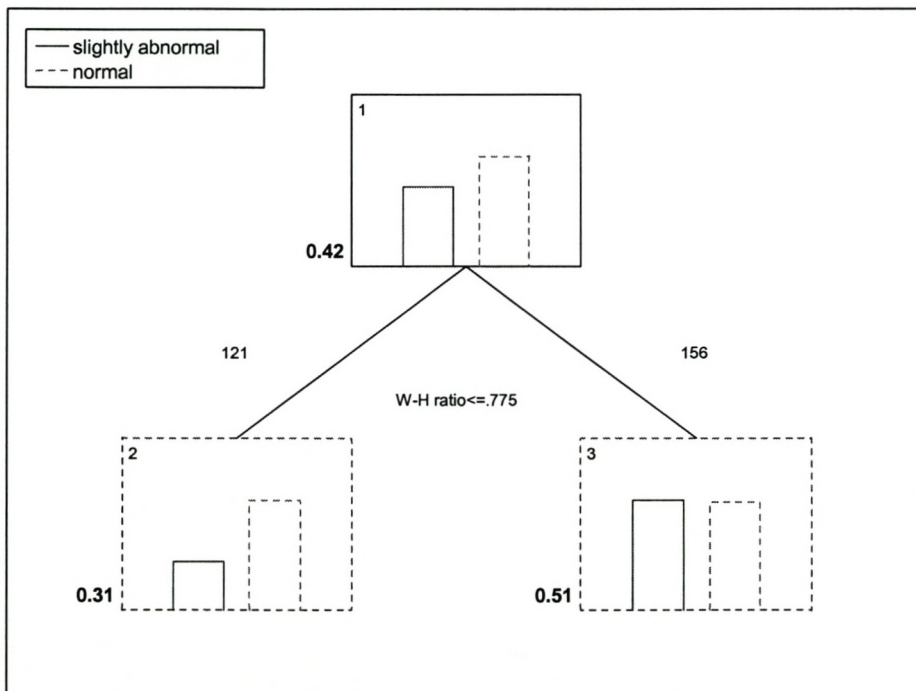 slightly abnormal
normal
1
0.42
121
156
W-H ratio<=.775
2
3
0.31
0.51